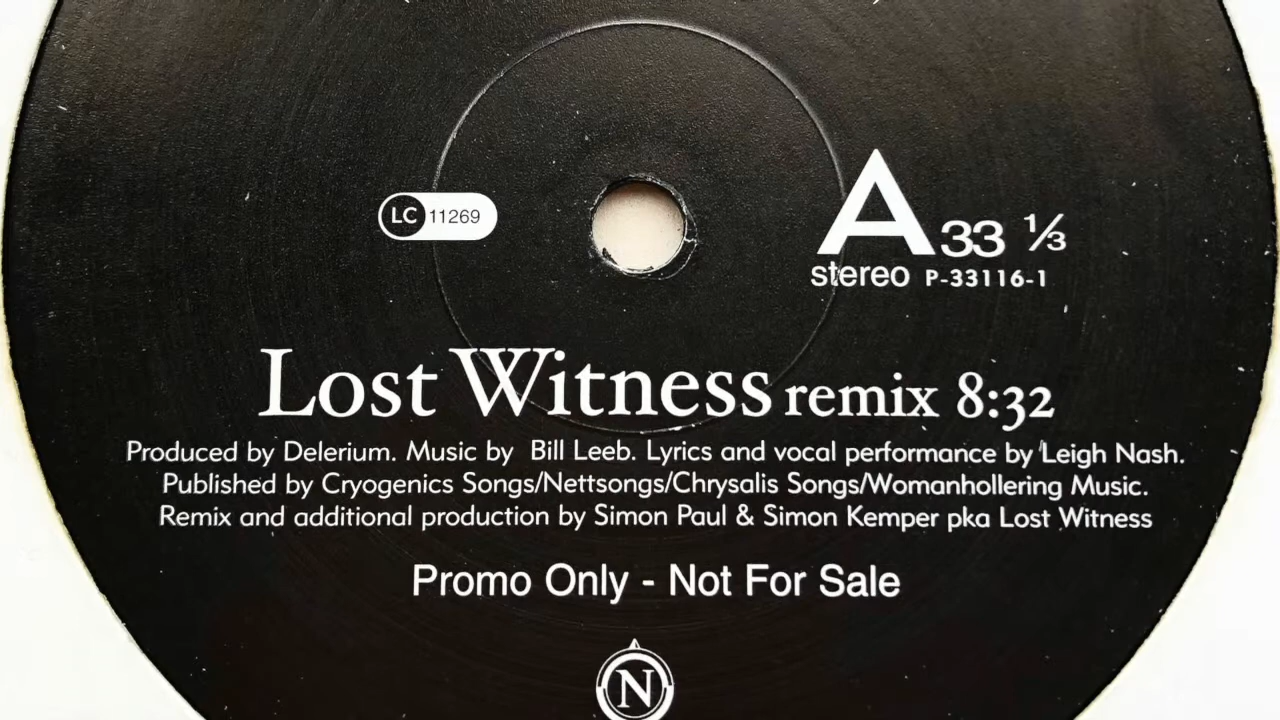 LC 11269
A 33 ⅓
stereo P-33116-1
Lost Witness remix 8:32
Produced by Delerium. Music by Bill Leeb. Lyrics and vocal performance by Leigh Nash.
Published by Cryogenics Songs/Nettsongs/Chrysalis Songs/Womanhollering Music.
Remix and additional production by Simon Paul & Simon Kemper pka Lost Witness
Promo Only - Not For Sale
N